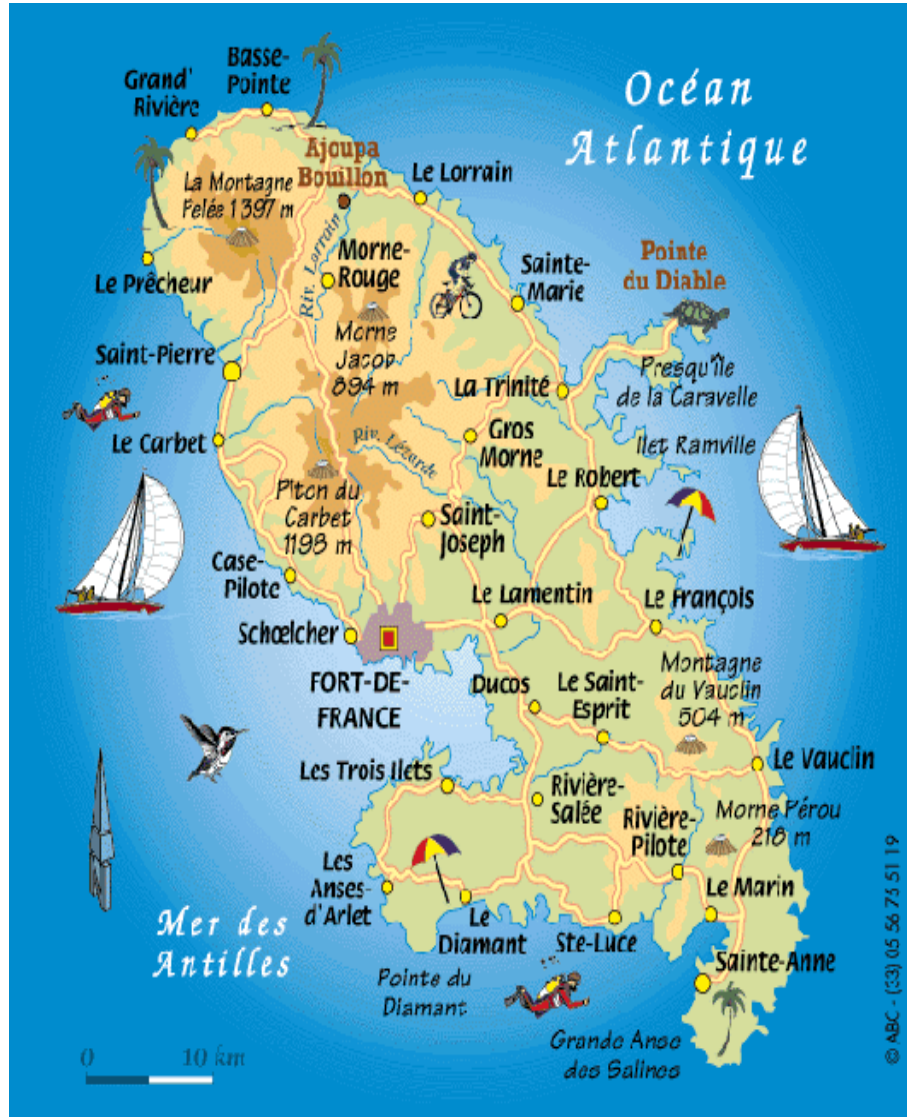 Océan
Atlantique
Basse-
Pointe
Grand'
Rivière
Ajoupa
Bouillon
Le Lorrain
La Montagne
Pelée 1397 m
Riv. Lorrain
Morne-
Rouge
Sainte-
Marie
Pointe
du Diable
Le Prêcheur
Morne
Jacob
894 m
Saint-Pierre
La Trinité
Presqu'île
de la Caravelle
Le Carbet
Riv. Lézarde
Gros
Morne
Ilet Ramville
Le Robert
Piton du
Carbet
1198 m
Saint-
Joseph
Case-
Pilote
Le Lamentin
Le François
Schœlcher
FORT-DE-
FRANCE
Ducos
Le Saint-
Esprit
Montagne
du Vauclin
504 m
Les Trois Ilets
Le Vauclin
Rivière-
Salée
Rivière-
Pilote
Morne Pérou
218 m
Les
Anses-
d'Arlet
Le
Diamant
Ste-Luce
Le Marin
Mer des
Antilles
Pointe du
Diamant
Sainte-Anne
Grande Anse
des Salines
N
0 10 km
© ABC - (33) 05 56 75 51 19